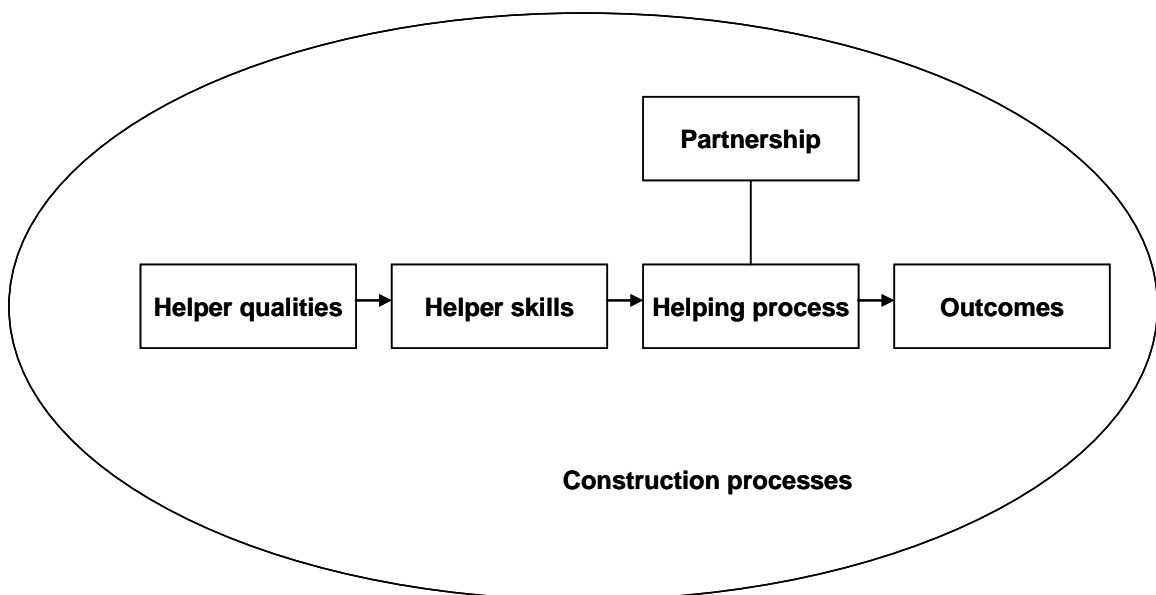 Partnership
Helper qualities
Helper skills
Helping process
Outcomes
Construction processes